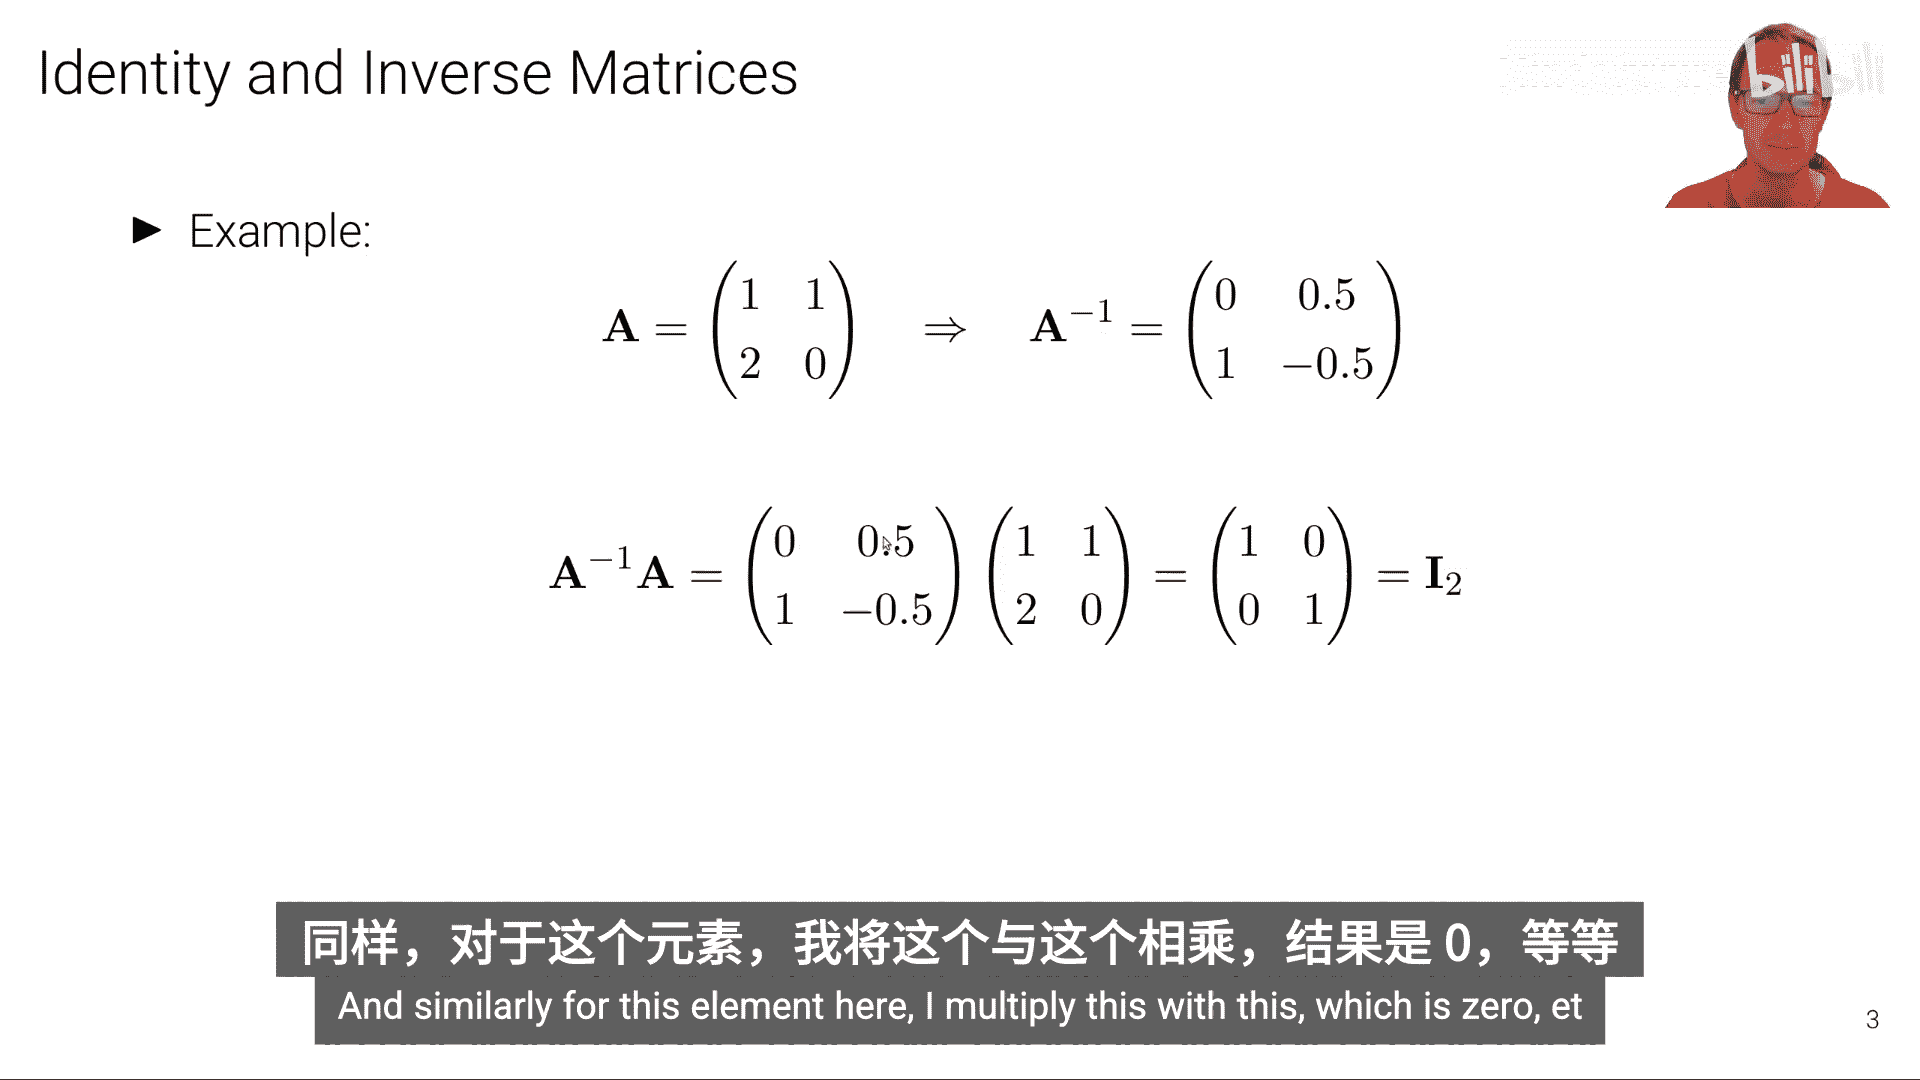 Identity and Inverse Matrices
bilibili
▶ Example:
A = (1 1; 2 0) ⇒ A⁻¹ = (0 0.5; 1 −0.5)
A⁻¹A = (0 0.5; 1 −0.5) (1 1; 2 0) = (1 0; 0 1) = I₂
同样，对于这个元素，我将这个与这个相乘，结果是 0，等等
And similarly for this element here, I multiply this with this, which is zero, et
3